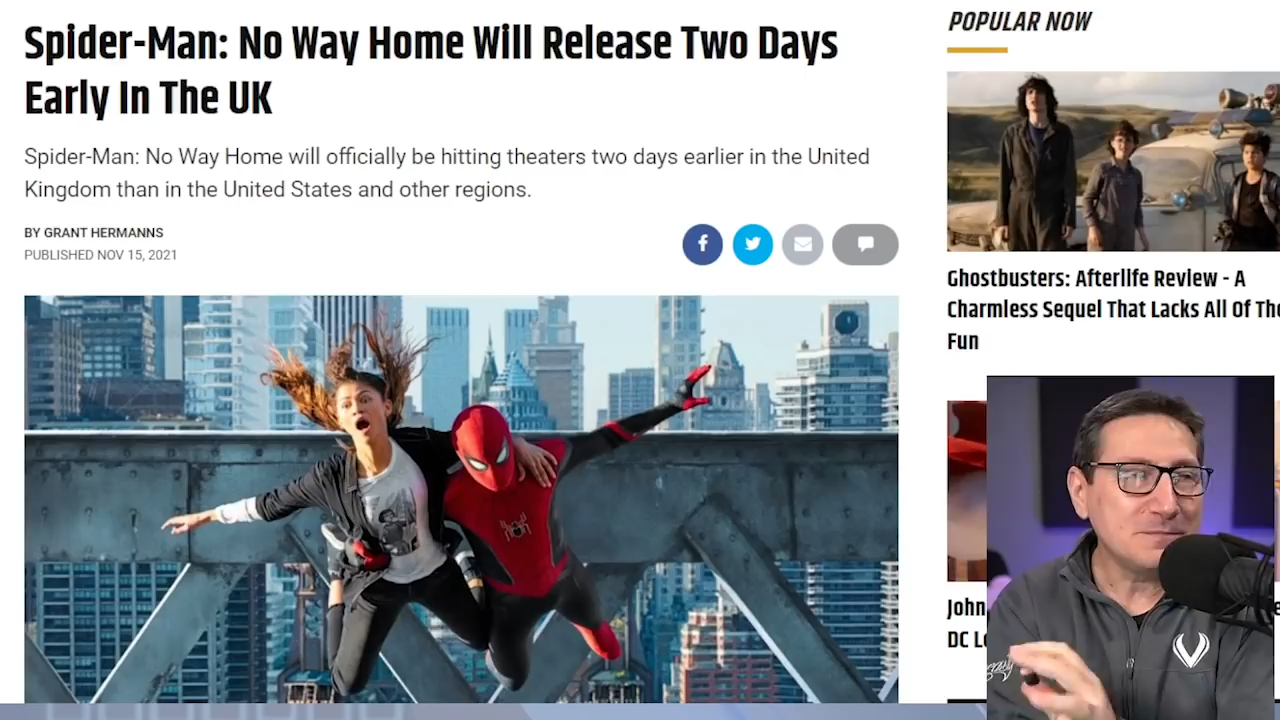 Spider-Man: No Way Home Will Release Two Days
Early In The UK
Spider-Man: No Way Home will officially be hitting theaters two days earlier in the United
Kingdom than in the United States and other regions.
BY GRANT HERMANNS
PUBLISHED NOV 15, 2021
POPULAR NOW
Ghostbusters: Afterlife Review - A
Charmless Sequel That Lacks All Of The
Fun
John
DC